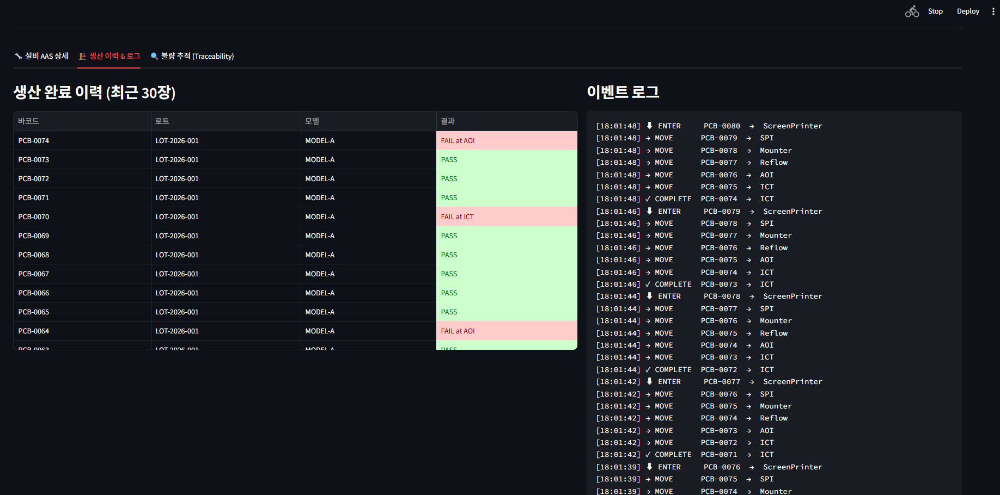 Stop Deploy
설비 AAS 상세 생산 이력 & 로그 불량 추적 (Traceability)
생산 완료 이력 (최근 30장)
바코드 로트 모델 결과
PCB-0074 LOT-2026-001 MODEL-A FAIL at AOI
PCB-0073 LOT-2026-001 MODEL-A PASS
PCB-0072 LOT-2026-001 MODEL-A PASS
PCB-0071 LOT-2026-001 MODEL-A PASS
PCB-0070 LOT-2026-001 MODEL-A FAIL at ICT
PCB-0069 LOT-2026-001 MODEL-A PASS
PCB-0068 LOT-2026-001 MODEL-A PASS
PCB-0067 LOT-2026-001 MODEL-A PASS
PCB-0066 LOT-2026-001 MODEL-A PASS
PCB-0065 LOT-2026-001 MODEL-A PASS
PCB-0064 LOT-2026-001 MODEL-A FAIL at AOI
PCB-0063 LOT-2026-001 MODEL-A PASS
이벤트 로그
[18:01:48] ⬇ ENTER PCB-0080 → ScreenPrinter
[18:01:48] → MOVE PCB-0079 → SPI
[18:01:48] → MOVE PCB-0078 → Mounter
[18:01:48] → MOVE PCB-0077 → Reflow
[18:01:48] → MOVE PCB-0076 → AOI
[18:01:48] → MOVE PCB-0075 → ICT
[18:01:48] ✓ COMPLETE PCB-0074 → ICT
[18:01:46] ⬇ ENTER PCB-0079 → ScreenPrinter
[18:01:46] → MOVE PCB-0078 → SPI
[18:01:46] → MOVE PCB-0077 → Mounter
[18:01:46] → MOVE PCB-0076 → Reflow
[18:01:46] → MOVE PCB-0075 → AOI
[18:01:46] → MOVE PCB-0074 → ICT
[18:01:46] ✓ COMPLETE PCB-0073 → ICT
[18:01:44] ⬇ ENTER PCB-0078 → ScreenPrinter
[18:01:44] → MOVE PCB-0077 → SPI
[18:01:44] → MOVE PCB-0076 → Mounter
[18:01:44] → MOVE PCB-0075 → Reflow
[18:01:44] → MOVE PCB-0074 → AOI
[18:01:44] → MOVE PCB-0073 → ICT
[18:01:44] ✓ COMPLETE PCB-0072 → ICT
[18:01:42] ⬇ ENTER PCB-0077 → ScreenPrinter
[18:01:42] → MOVE PCB-0076 → SPI
[18:01:42] → MOVE PCB-0075 → Mounter
[18:01:42] → MOVE PCB-0074 → Reflow
[18:01:42] → MOVE PCB-0073 → AOI
[18:01:42] → MOVE PCB-0072 → ICT
[18:01:42] ✓ COMPLETE PCB-0071 → ICT
[18:01:39] ⬇ ENTER PCB-0076 → ScreenPrinter
[18:01:39] → MOVE PCB-0075 → SPI
[18:01:39] → MOVE PCB-0074 → Mounter